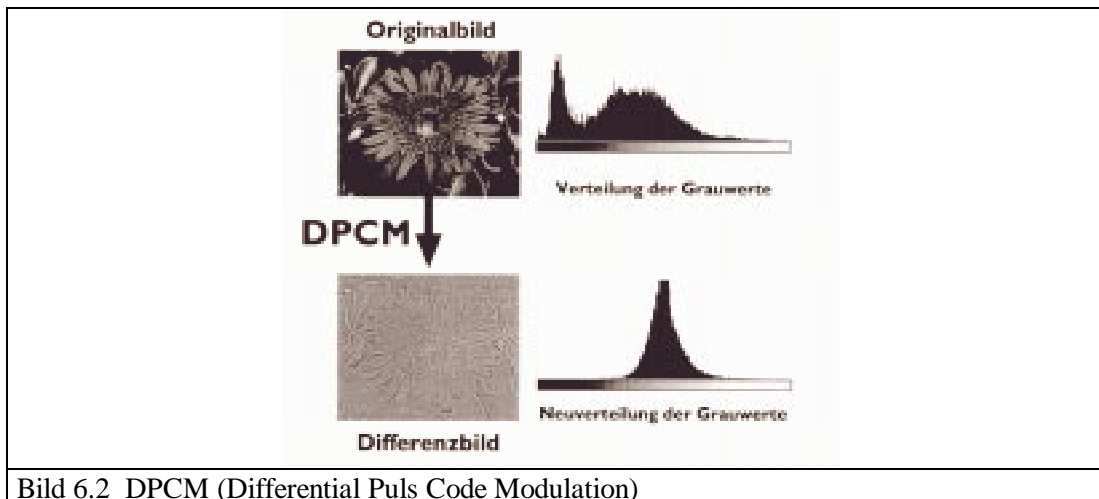 Originalbild
Verteilung der Grauwerte
DPCM
Neuverteilung der Grauwerte
Differenzbild
Bild 6.2 DPCM (Differential Puls Code Modulation)